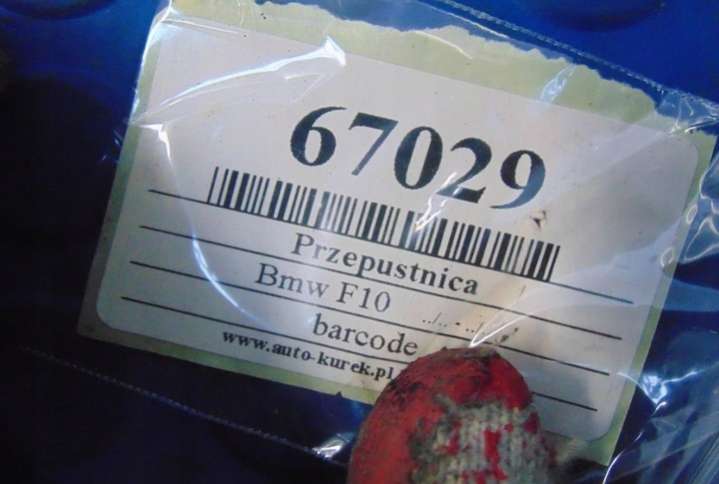 67029
Przepustnica
Bmw F10
barcode
www.auto-kurek.pl